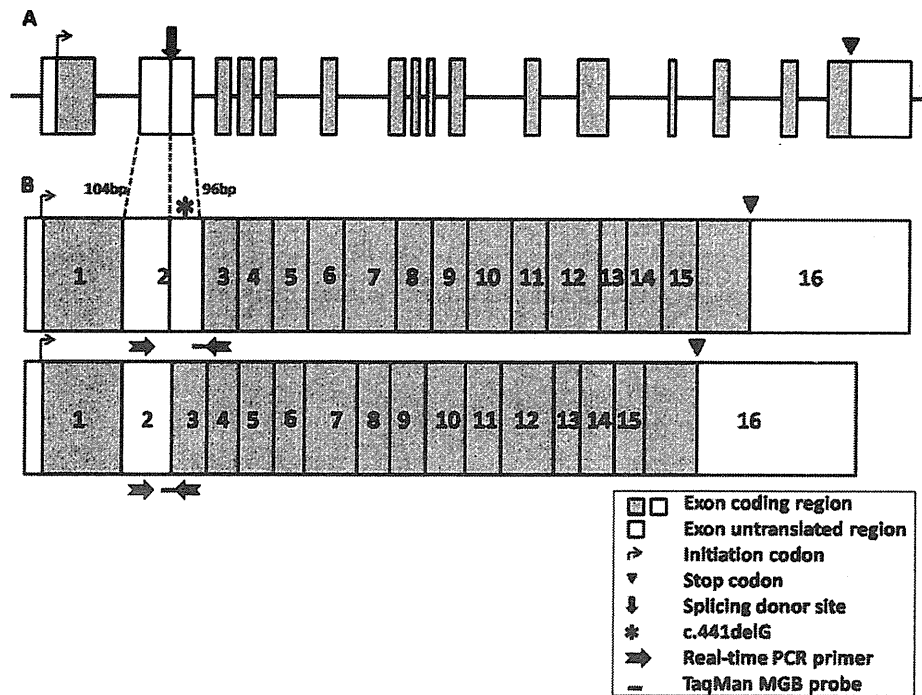 A
104bp
96bp
B
*
1 2 3 4 5 6 7 8 9 10 11 12 13 14 15 16
1 2 3 4 5 6 7 8 9 10 11 12 13 14 15 16
Exon coding region
Exon untranslated region
Initiation codon
Stop codon
Splicing donor site
* c.441delG
Real-time PCR primer
TaqMan MGB probe